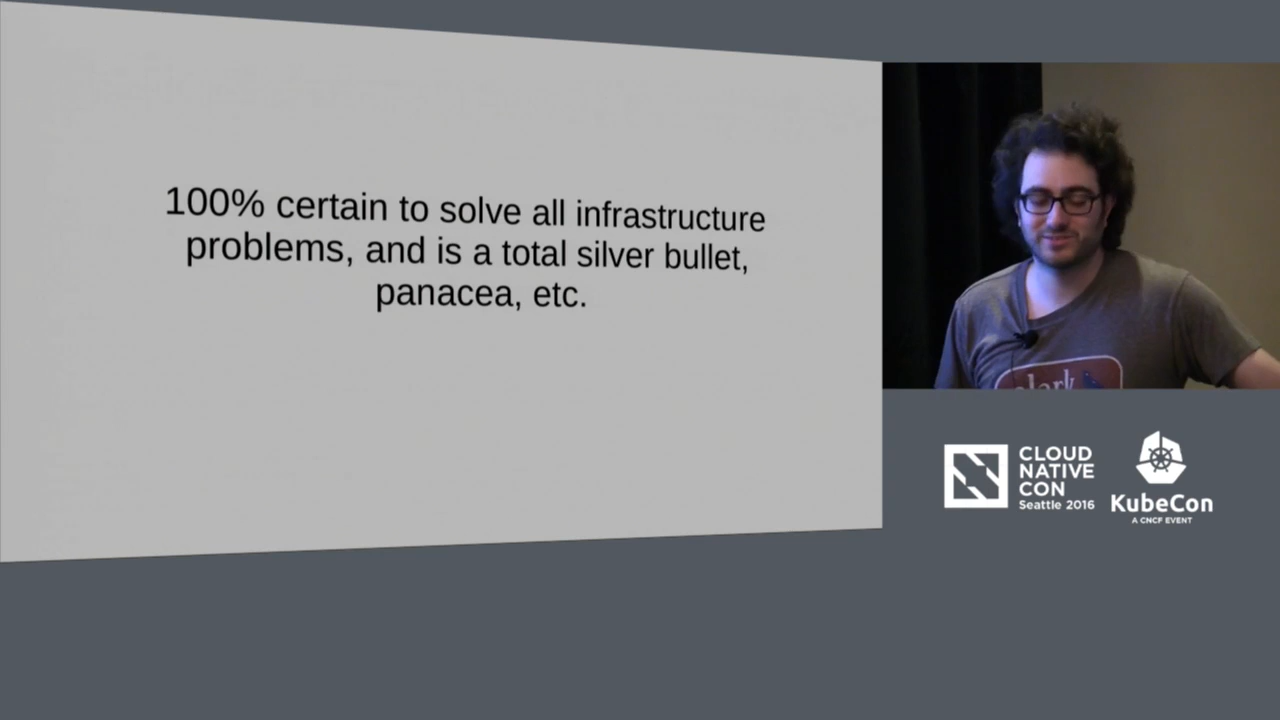 100% certain to solve all infrastructure
problems, and is a total silver bullet,
panacea, etc.
CLOUD
NATIVE
CON
Seattle 2016
KubeCon
A CNCF EVENT